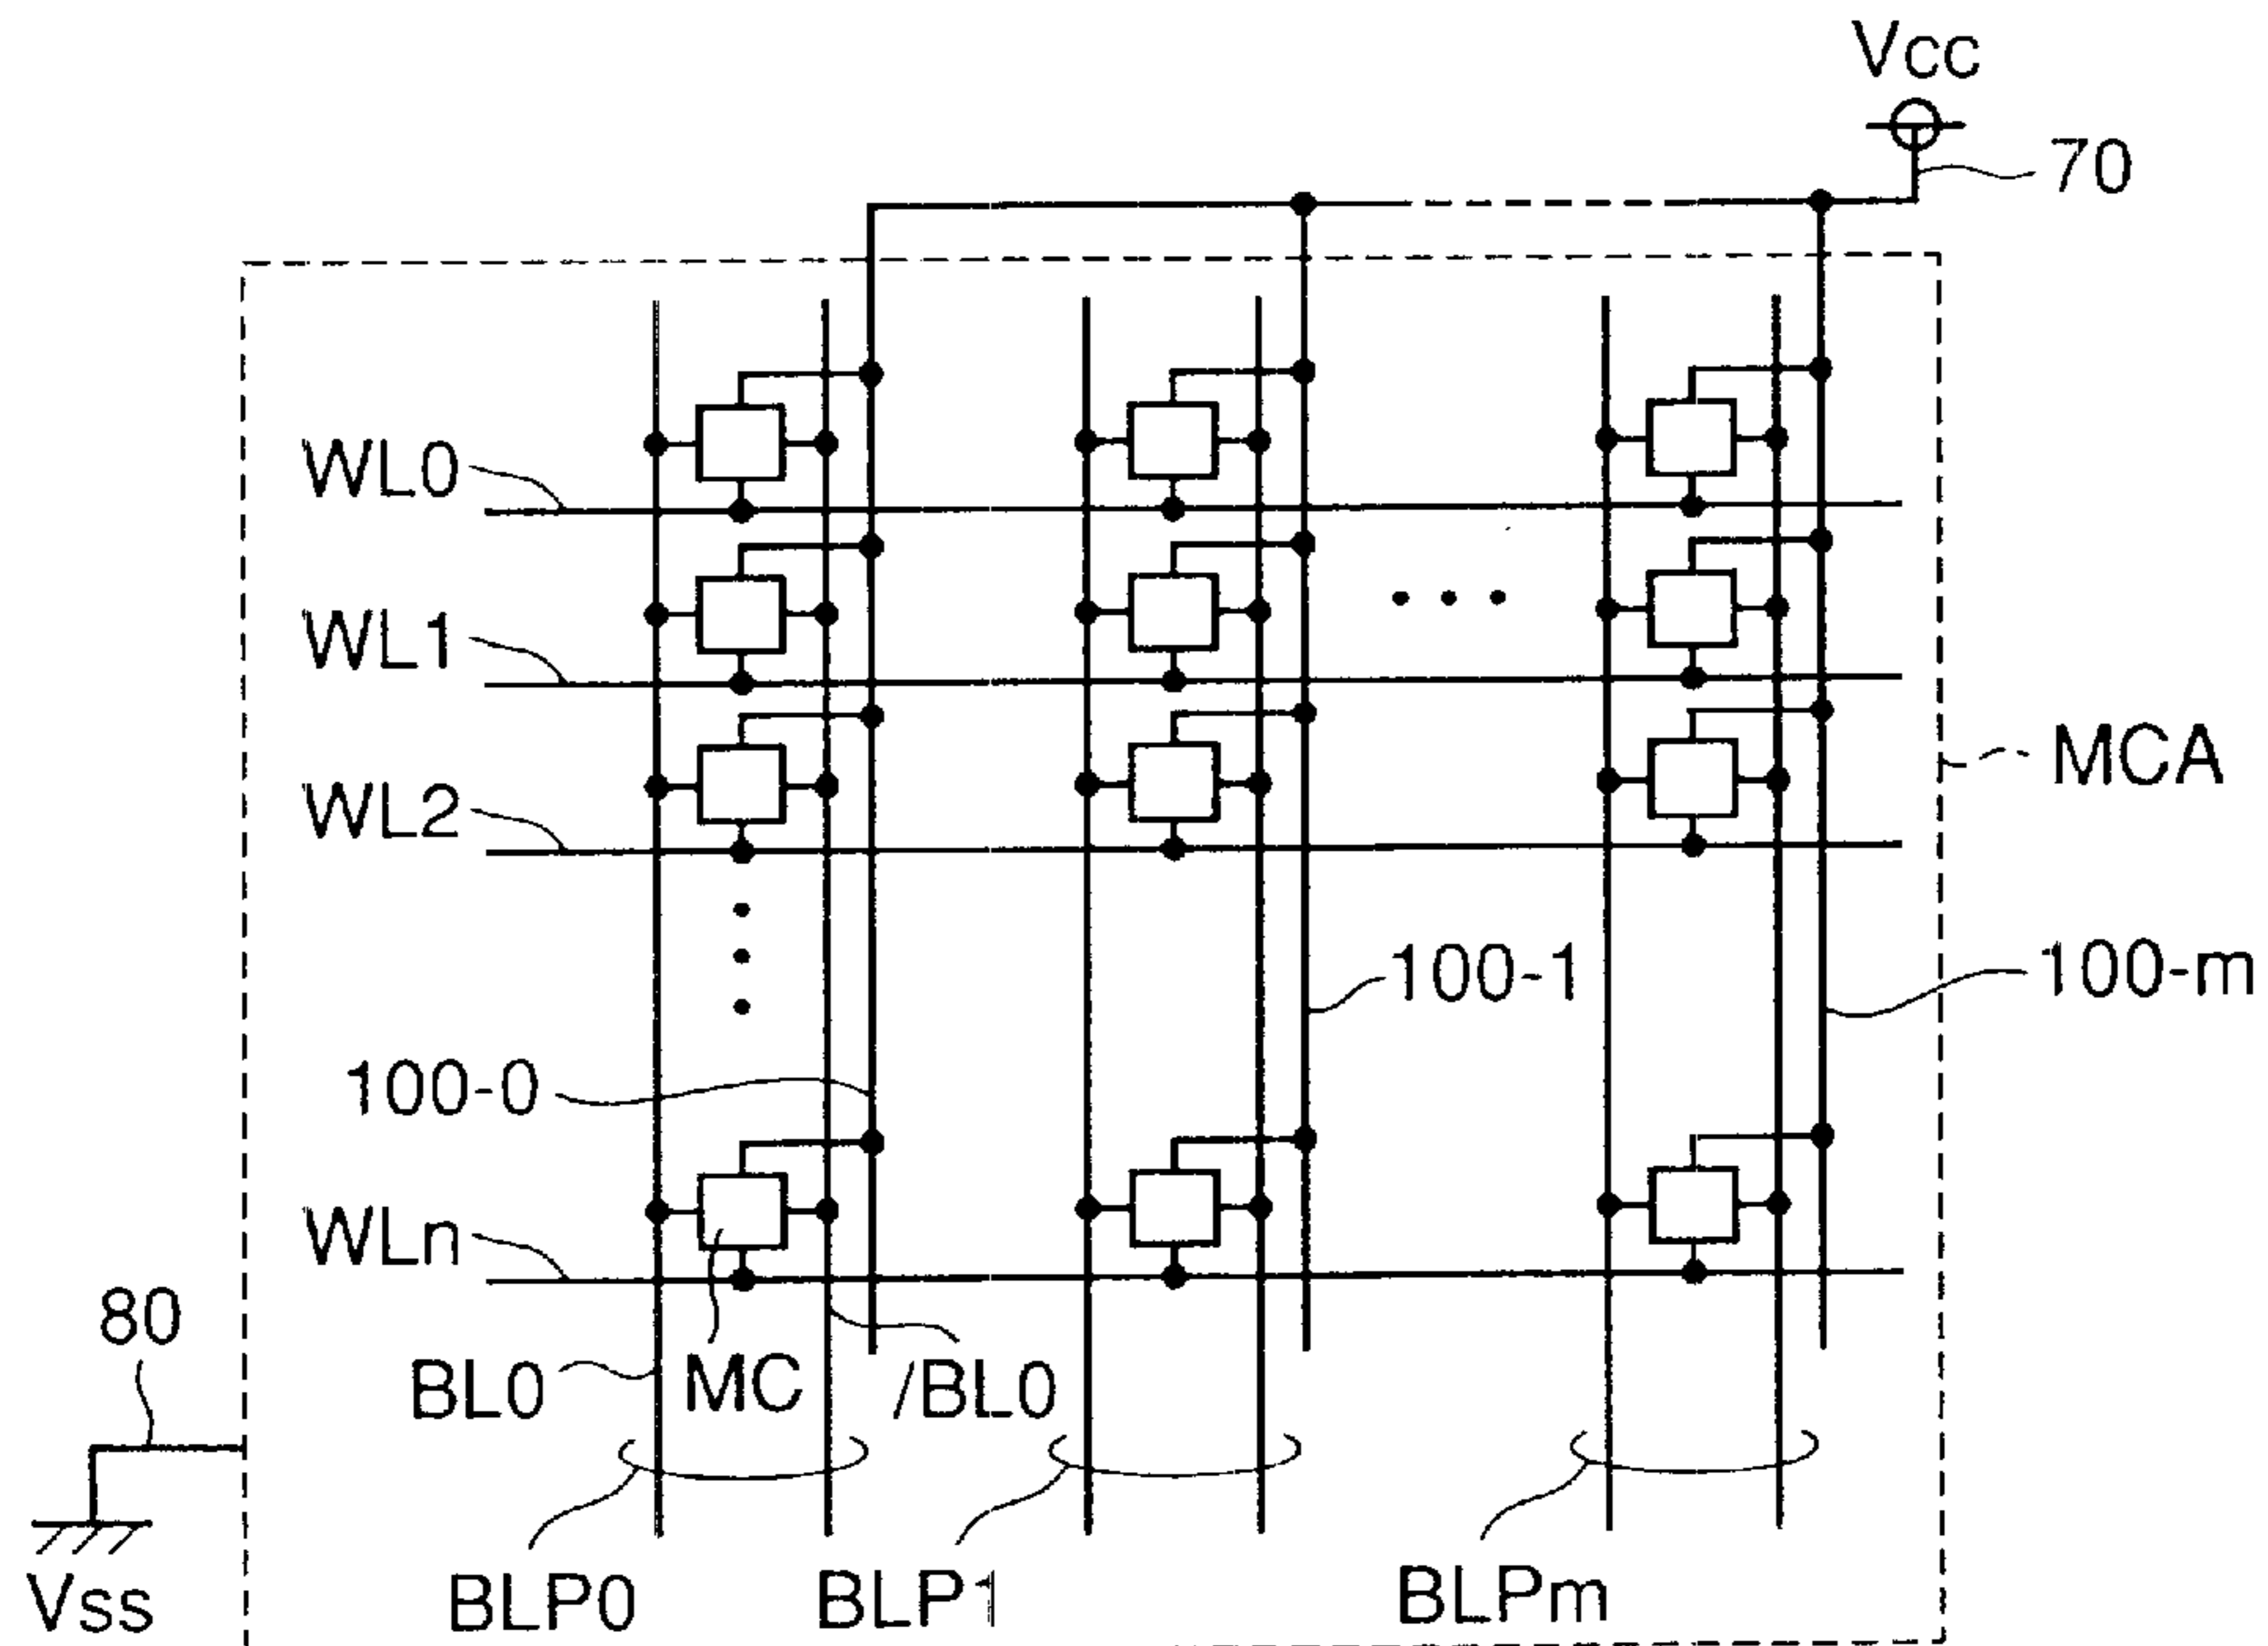 Vcc
70
WL0
WL1
MCA
WL2
100-1
100-m
100-0
WLn
80
BL0
MC
/BL0
BLP0
BLP1
BLPm
Vss